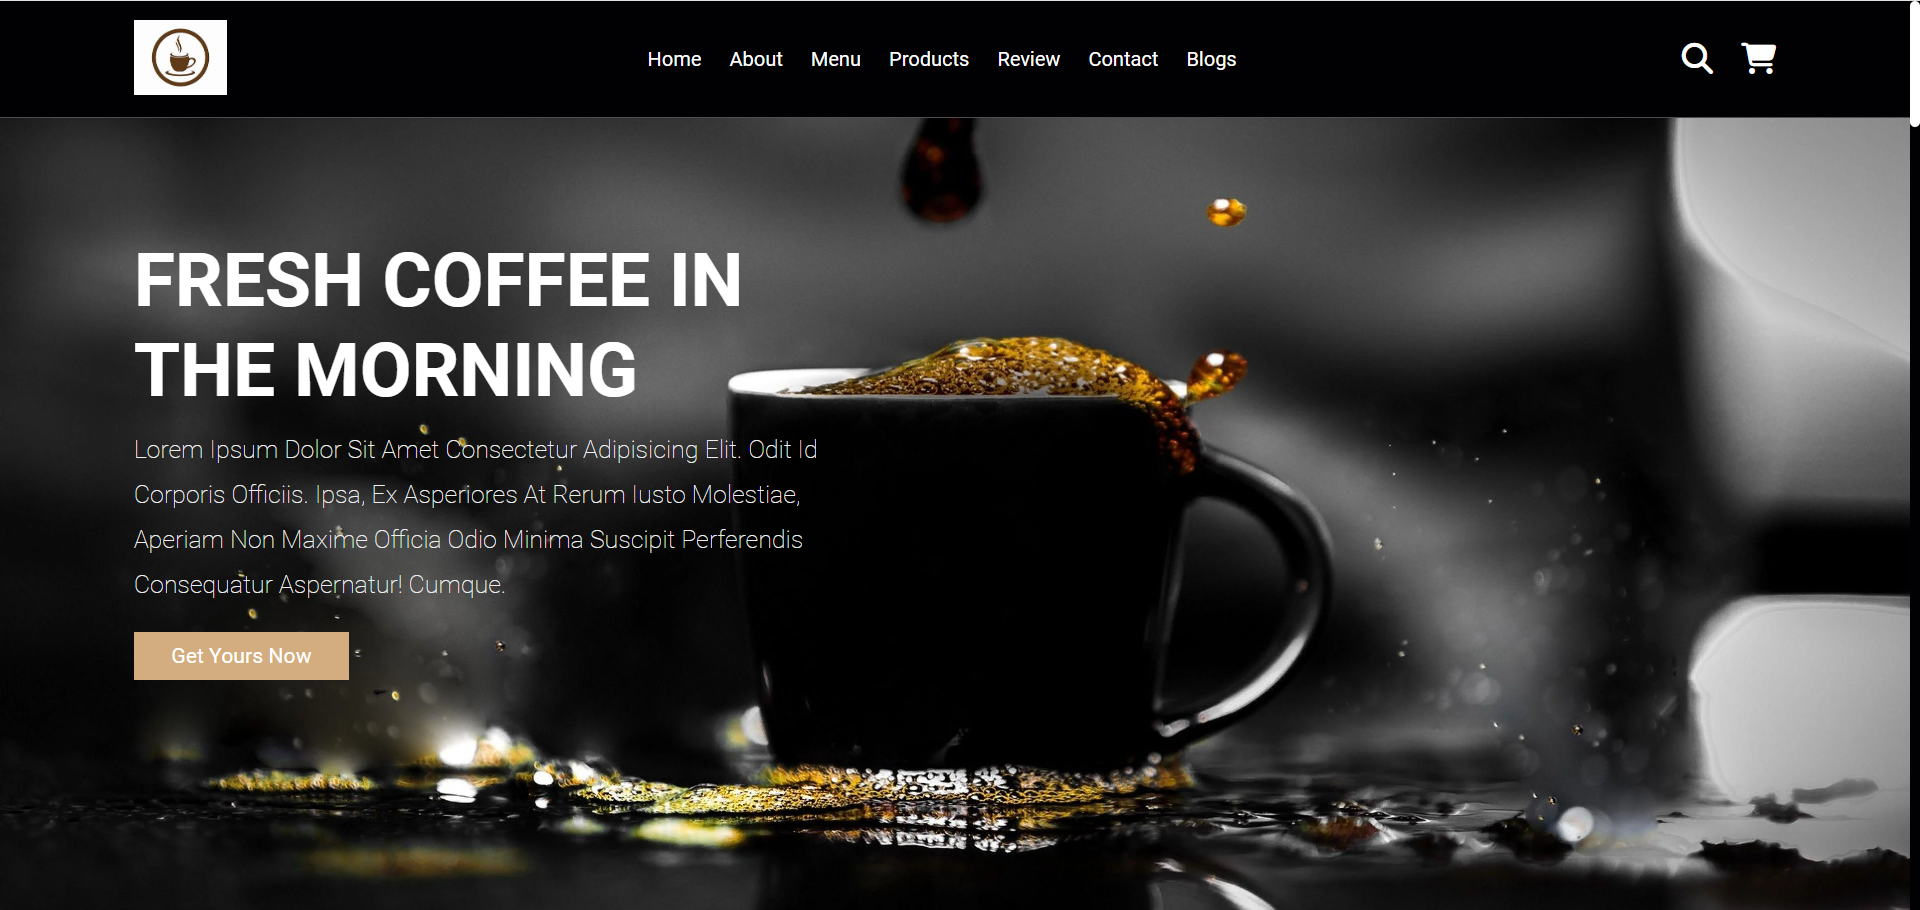 Home About Menu Products Review Contact Blogs
FRESH COFFEE IN
THE MORNING
Lorem Ipsum Dolor Sit Amet Consectetur Adipisicing Elit. Odit Id
Corporis Officiis. Ipsa, Ex Asperiores At Rerum Iusto Molestiae,
Aperiam Non Maxime Officia Odio Minima Suscipit Perferendis
Consequatur Aspernatur! Cumque.
Get Yours Now